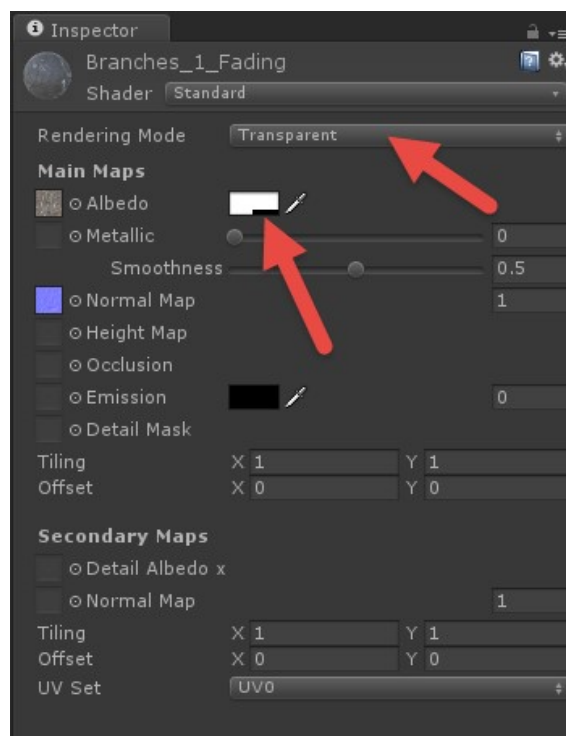 Inspector
Branches_1_Fading
Shader Standard
Rendering Mode Transparent
Main Maps
Albedo
Metallic 0
Smoothness 0.5
Normal Map 1
Height Map
Occlusion
Emission 0
Detail Mask
Tiling X 1 Y 1
Offset X 0 Y 0
Secondary Maps
Detail Albedo x
Normal Map 1
Tiling X 1 Y 1
Offset X 0 Y 0
UV Set UV0